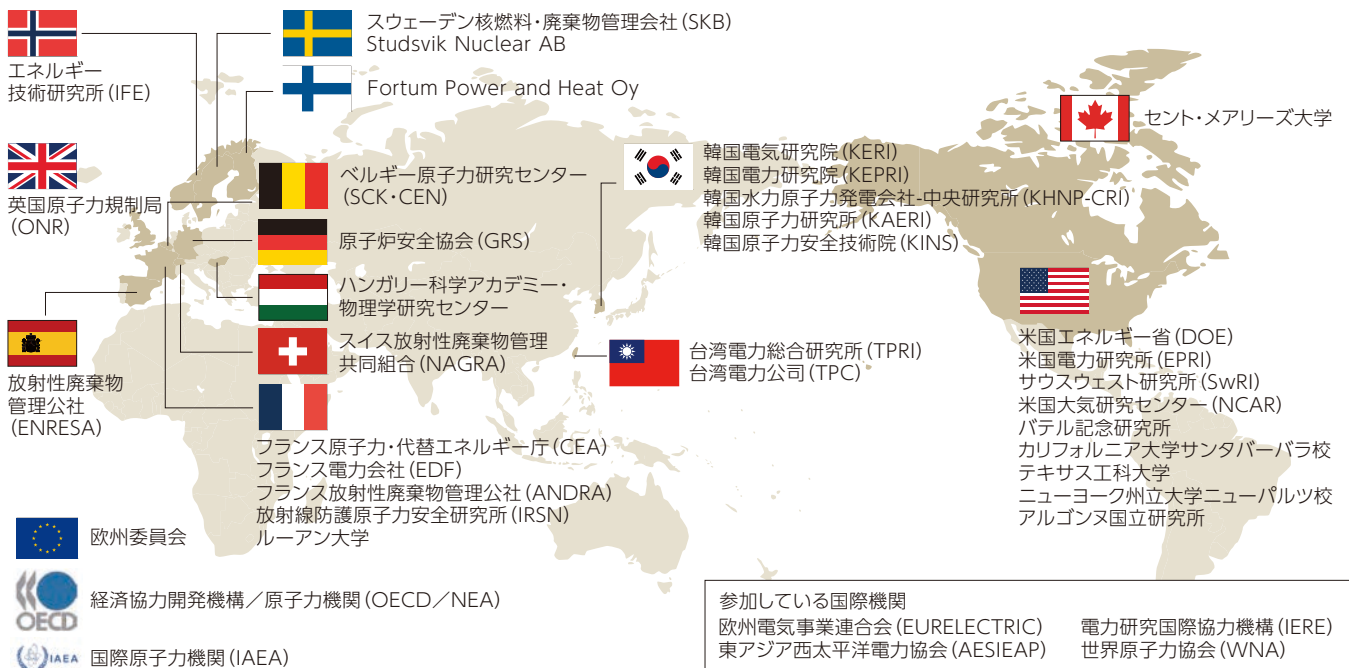 エネルギー
技術研究所(IFE)
スウェーデン核燃料・廃棄物管理会社(SKB)
Studsvik Nuclear AB
Fortum Power and Heat Oy
英国原子力規制局
(ONR)
ベルギー原子力研究センター
(SCK・CEN)
原子炉安全協会(GRS)
ハンガリー科学アカデミー・
物理学研究センター
スイス放射性廃棄物管理
共同組合(NAGRA)
放射性廃棄物
管理公社
(ENRESA)
フランス原子力・代替エネルギー庁(CEA)
フランス電力会社(EDF)
フランス放射性廃棄物管理公社(ANDRA)
放射線防護原子力安全研究所(IRSN)
ルーアン大学
韓国電気研究院(KERI)
韓国電力研究院(KEPRI)
韓国水力原子力発電会社-中央研究所(KHNP-CRI)
韓国原子力研究所(KAERI)
韓国原子力安全技術院(KINS)
台湾電力総合研究所(TPRI)
台湾電力公司(TPC)
セント・メアリーズ大学
米国エネルギー省(DOE)
米国電力研究所(EPRI)
サウスウェスト研究所(SwRI)
米国大気研究センター(NCAR)
バテル記念研究所
カリフォルニア大学サンタバーバラ校
テキサス工科大学
ニューヨーク州立大学ニューパルツ校
アルゴンヌ国立研究所
欧州委員会
OECD
経済協力開発機構/原子力機関(OECD/NEA)
IAEA
国際原子力機関(IAEA)
参加している国際機関
欧州電気事業連合会(EURELECTRIC)
電力研究国際協力機構(IERE)
東アジア西太平洋電力協会(AESIEAP)
世界原子力協会(WNA)